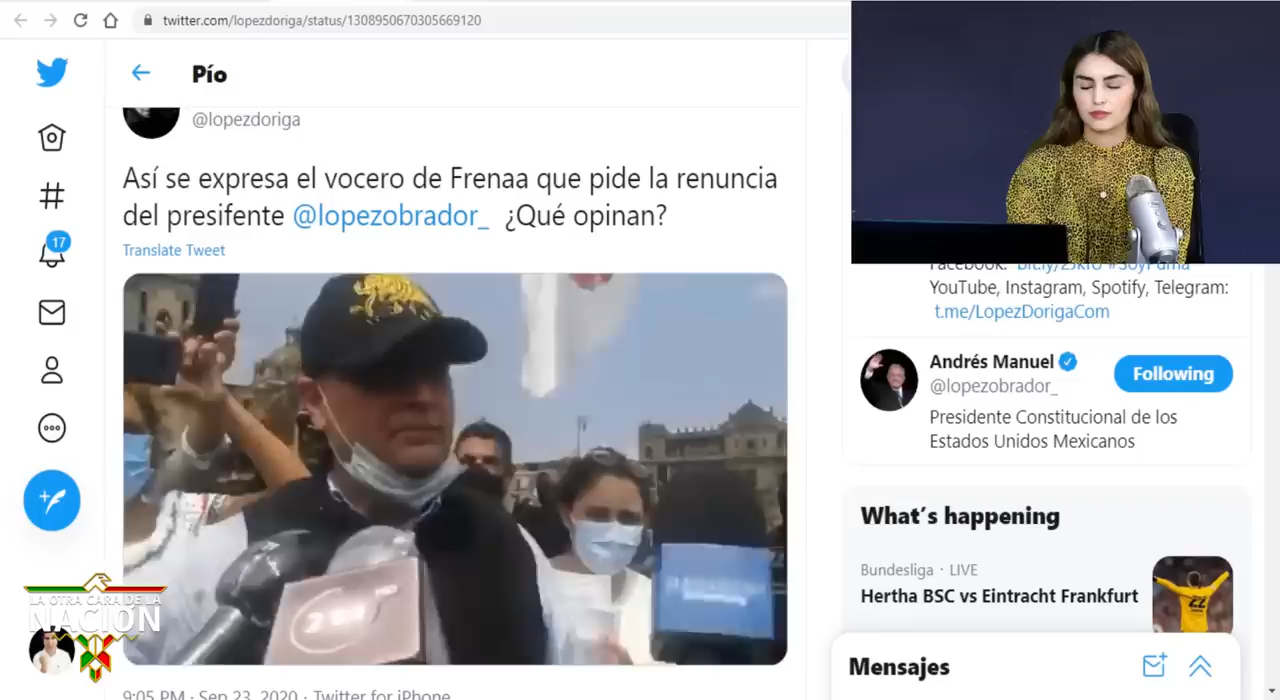 twitter.com/lopezdoriga/status/1308950670305669120
Pío
@lopezdoriga
Así se expresa el vocero de Frenaa que pide la renuncia
del presifente @lopezobrador_ ¿Qué opinan?
Translate Tweet
17
9:05 PM · Sep 23, 2020 · Twitter for iPhone
YouTube, Instagram, Spotify, Telegram:
t.me/LopezDorigaCom
Andrés Manuel
@lopezobrador_
Following
Presidente Constitucional de los
Estados Unidos Mexicanos
What's happening
Bundesliga · LIVE
Hertha BSC vs Eintracht Frankfurt
22
Mensajes
LA OTRA CARA DE LA
NACIÓN